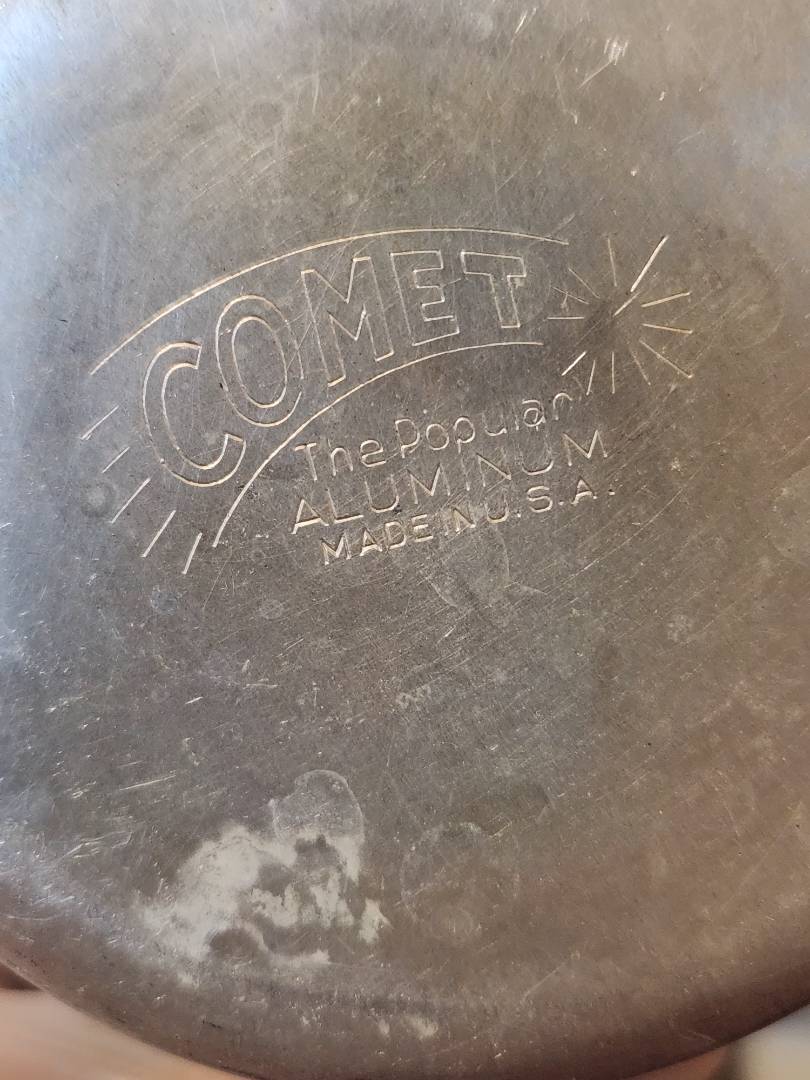 COMET
The Popular
ALUMINUM
MADE IN U.S.A.